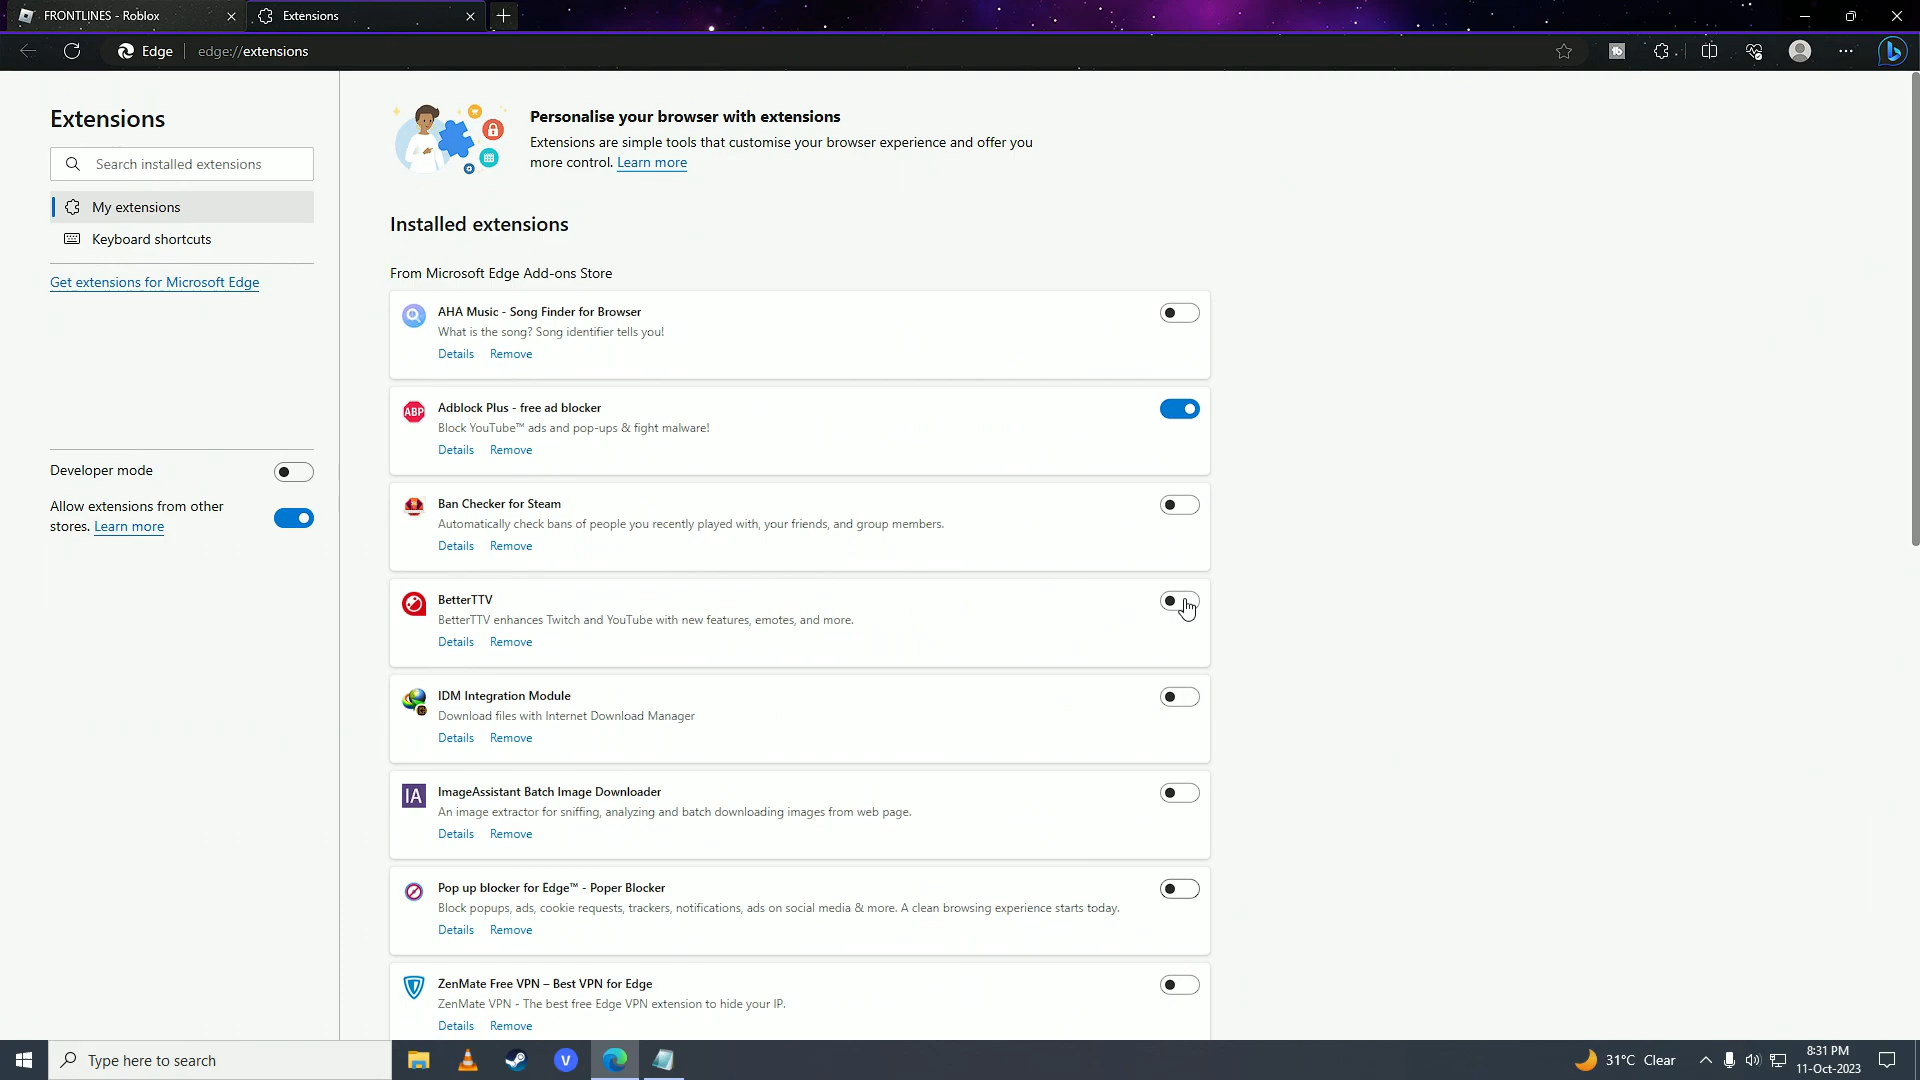 FRONTLINES - Roblox
Extensions
Edge
edge://extensions
Extensions
Search installed extensions
My extensions
Keyboard shortcuts
Get extensions for Microsoft Edge
Developer mode
Allow extensions from other
stores. Learn more
Personalise your browser with extensions
Extensions are simple tools that customise your browser experience and offer you
more control. Learn more
Installed extensions
From Microsoft Edge Add-ons Store
AHA Music - Song Finder for Browser
What is the song? Song identifier tells you!
Details Remove
ABP
Adblock Plus - free ad blocker
Block YouTube™ ads and pop-ups & fight malware!
Details Remove
Ban Checker for Steam
Automatically check bans of people you recently played with, your friends, and group members.
Details Remove
BetterTTV
BetterTTV enhances Twitch and YouTube with new features, emotes, and more.
Details Remove
IDM Integration Module
Download files with Internet Download Manager
Details Remove
IA
ImageAssistant Batch Image Downloader
An image extractor for sniffing, analyzing and batch downloading images from web page.
Details Remove
Pop up blocker for Edge™ - Poper Blocker
Block popups, ads, cookie requests, trackers, notifications, ads on social media & more. A clean browsing experience starts today.
Details Remove
ZenMate Free VPN – Best VPN for Edge
ZenMate VPN - The best free Edge VPN extension to hide your IP.
Details Remove
Type here to search
V
31°C Clear
8:31 PM
11-Oct-2023